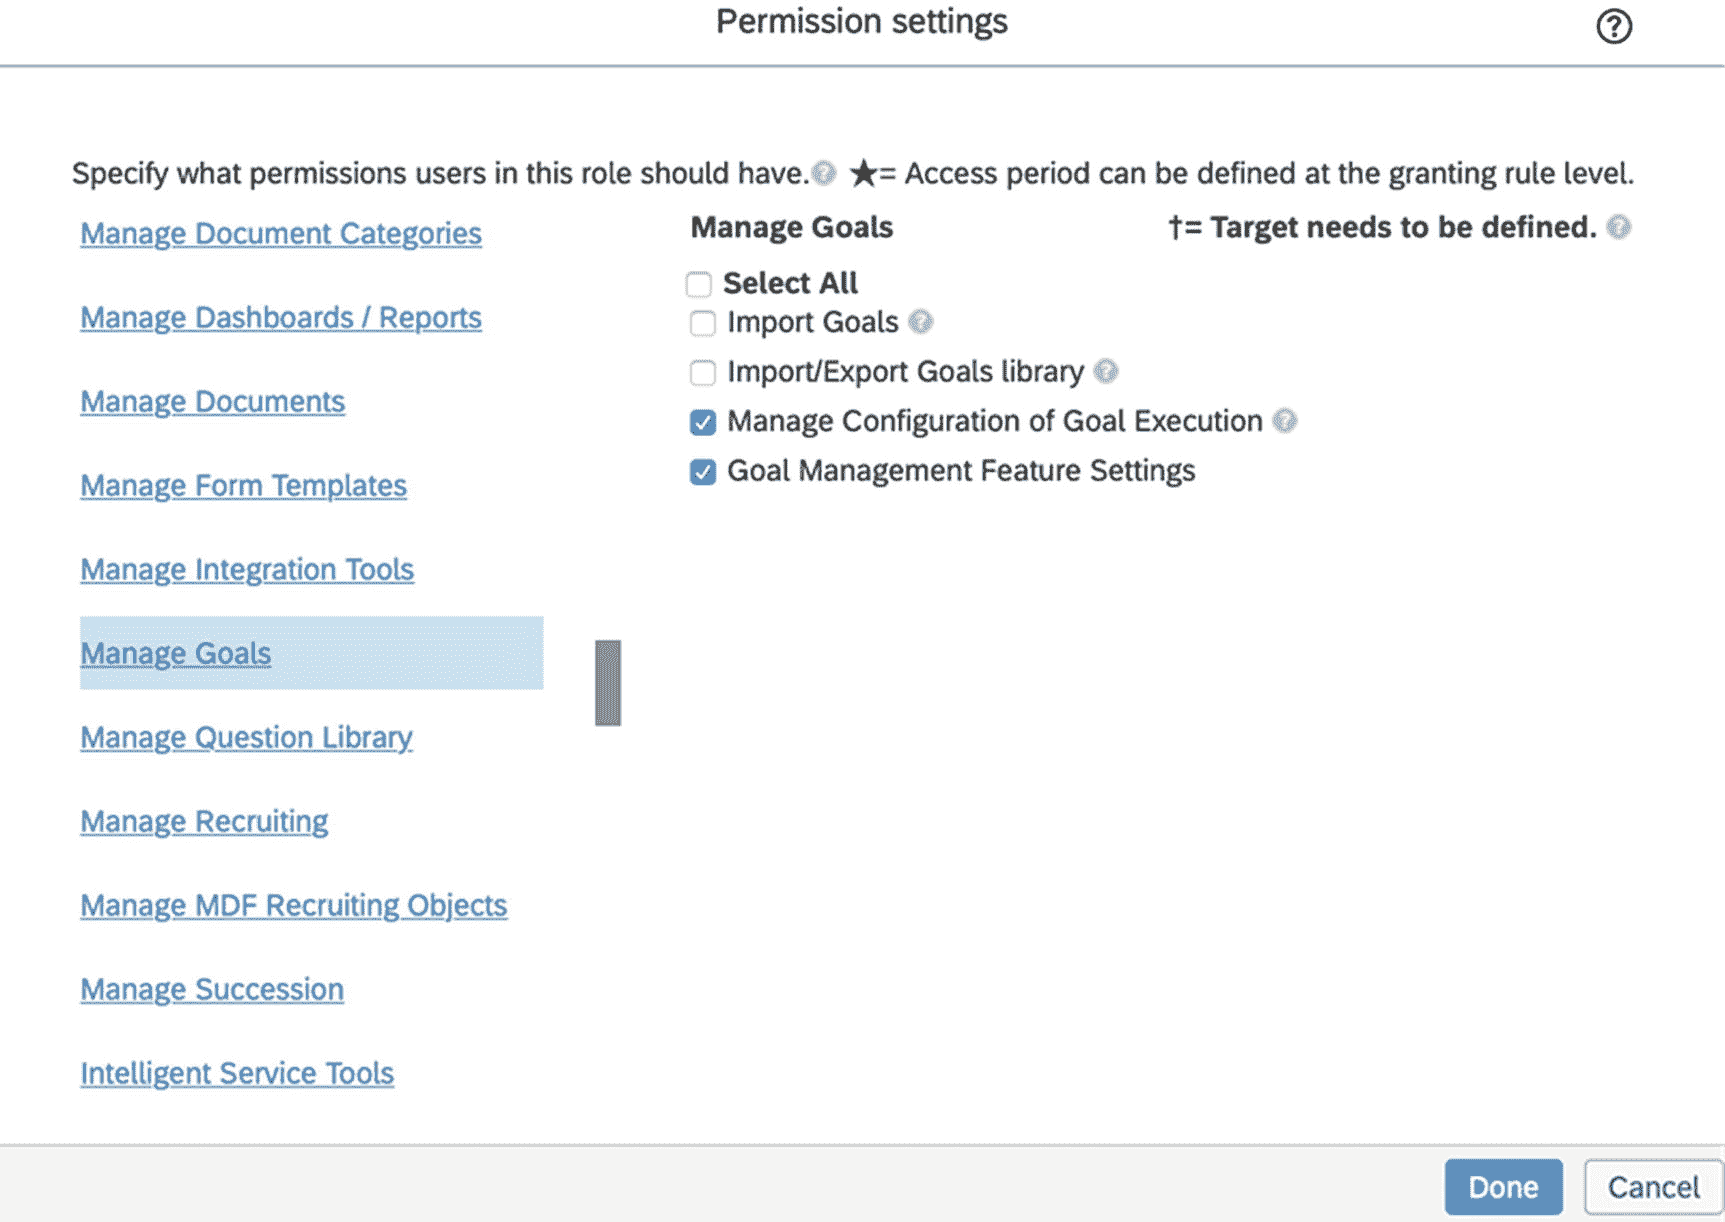 Permission settings
Specify what permissions users in this role should have. ★= Access period can be defined at the granting rule level.
Manage Document Categories
Manage Dashboards / Reports
Manage Documents
Manage Form Templates
Manage Integration Tools
Manage Goals
Manage Question Library
Manage Recruiting
Manage MDF Recruiting Objects
Manage Succession
Intelligent Service Tools
Manage Goals
†= Target needs to be defined.
Select All
Import Goals
Import/Export Goals library
Manage Configuration of Goal Execution
Goal Management Feature Settings
Done
Cancel